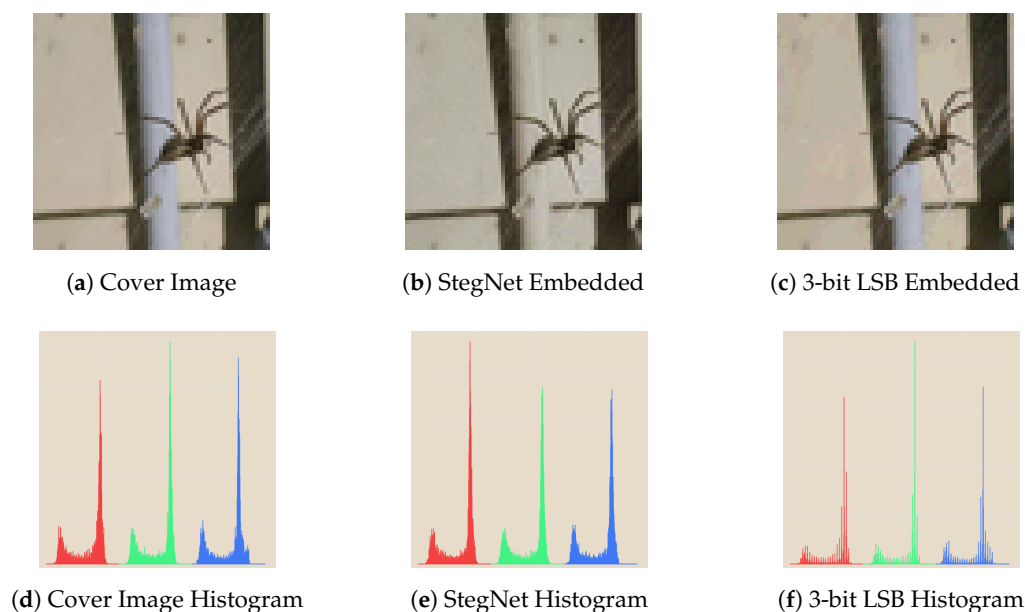 (a) Cover Image
(b) StegNet Embedded
(c) 3-bit LSB Embedded
(d) Cover Image Histogram
(e) StegNet Histogram
(f) 3-bit LSB Histogram